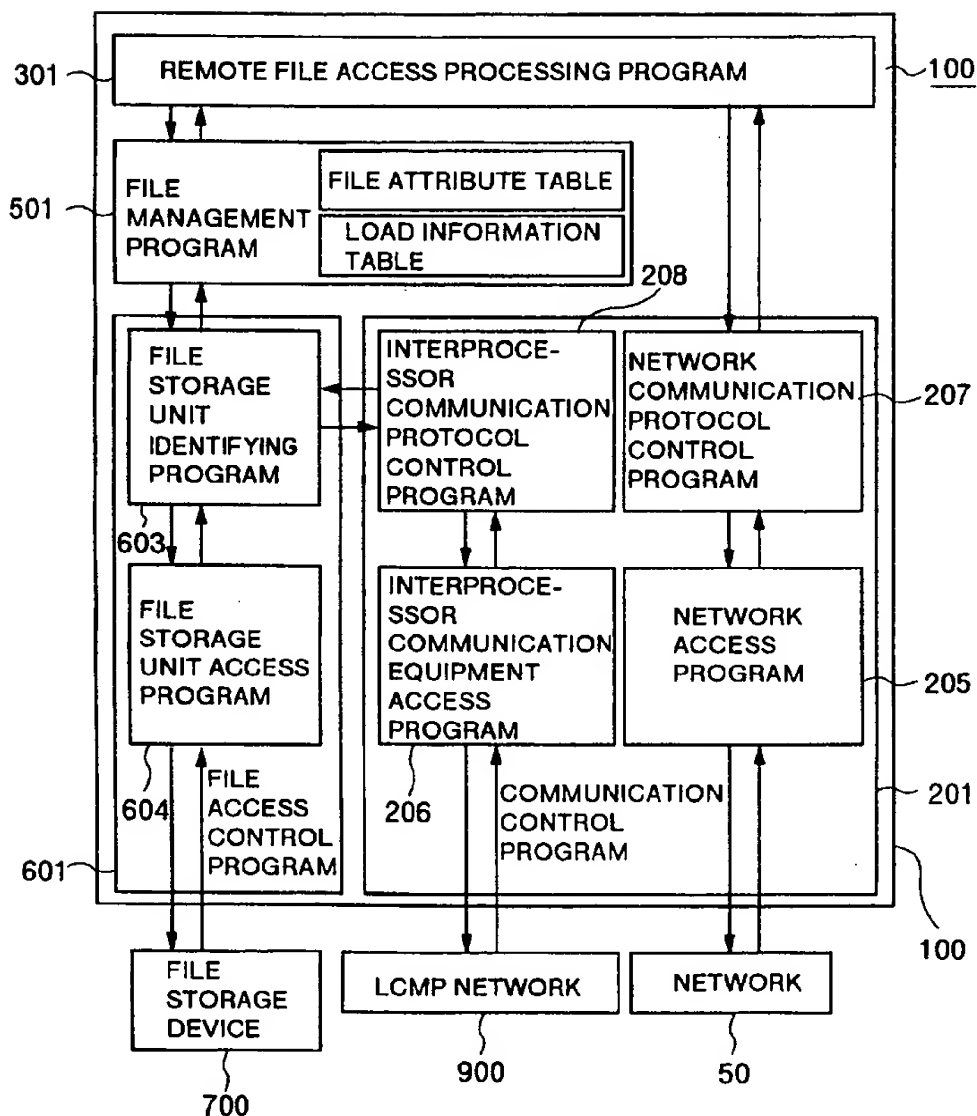 301
REMOTE FILE ACCESS PROCESSING PROGRAM
100
501
FILE
MANAGEMENT
PROGRAM
FILE ATTRIBUTE TABLE
LOAD INFORMATION
TABLE
208
FILE
STORAGE
UNIT
IDENTIFYING
PROGRAM
603
INTERPROCE-
SSOR
COMMUNICATION
PROTOCOL
CONTROL
PROGRAM
NETWORK
COMMUNICATION
PROTOCOL
CONTROL
PROGRAM
207
FILE
STORAGE
UNIT ACCESS
PROGRAM
604
INTERPROCE-
SSOR
COMMUNICATION
EQUIPMENT
ACCESS
PROGRAM
206
NETWORK
ACCESS
PROGRAM
205
FILE
ACCESS
CONTROL
PROGRAM
601
COMMUNICATION
CONTROL
PROGRAM
201
100
FILE
STORAGE
DEVICE
700
LCMP NETWORK
900
NETWORK
50